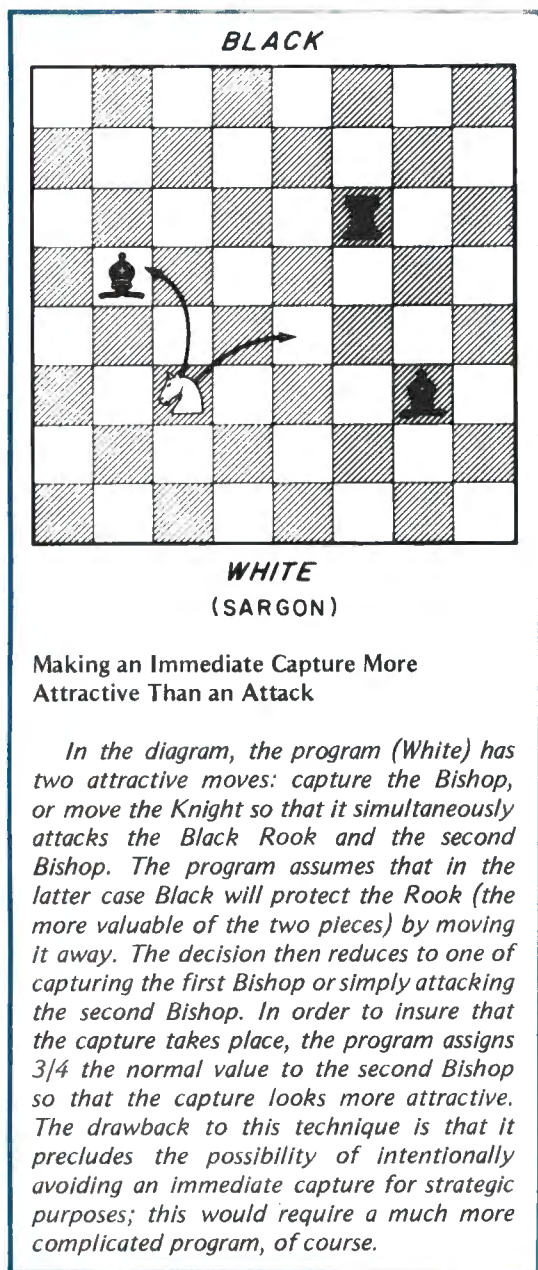 BLACK
WHITE
(SARGON)
Making an Immediate Capture More
Attractive Than an Attack
In the diagram, the program (White) has
two attractive moves: capture the Bishop,
or move the Knight so that it simultaneously
attacks the Black Rook and the second
Bishop. The program assumes that in the
latter case Black will protect the Rook (the
more valuable of the two pieces) by moving
it away. The decision then reduces to one of
capturing the first Bishop or simply attacking
the second Bishop. In order to insure that
the capture takes place, the program assigns
3/4 the normal value to the second Bishop
so that the capture looks more attractive.
The drawback to this technique is that it
precludes the possibility of intentionally
avoiding an immediate capture for strategic
purposes; this would require a much more
complicated program, of course.